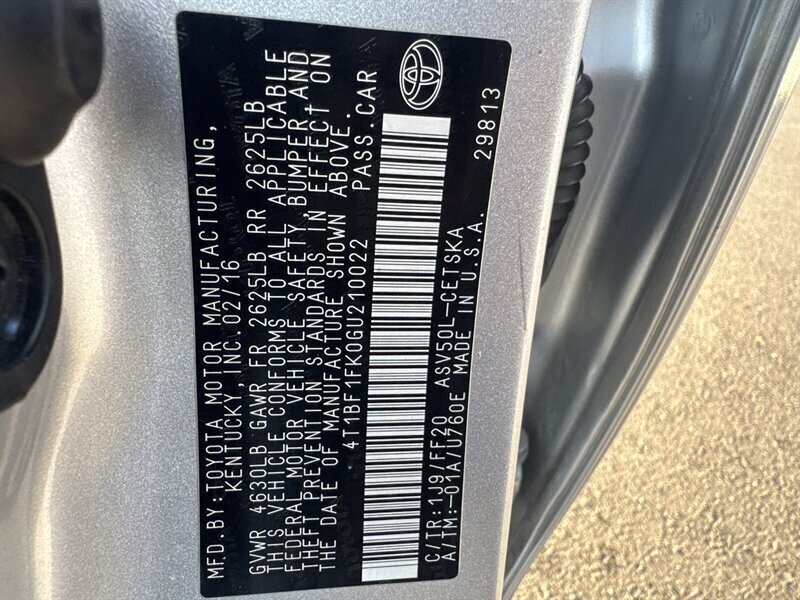 MFD.BY:TOYOTA MOTOR MANUFACTURING,
KENTUCKY, INC. 02/16
GVWR 4630LB GAWR FR 2625LB RR 2625LB
THIS VEHICLE CONFORMS TO ALL APPLICABLE
FEDERAL MOTOR VEHICLE SAFETY, BUMPER, AND
THEFT PREVENTION STANDARDS IN EFFECT ON
THE DATE OF MANUFACTURE SHOWN ABOVE.
4T1BF1FK0GU210022 PASS.CAR
C/TR:1J9/FF20 ASV50L-CETSKA
A/TM:-01A/U760E MADE IN U.S.A. 29813